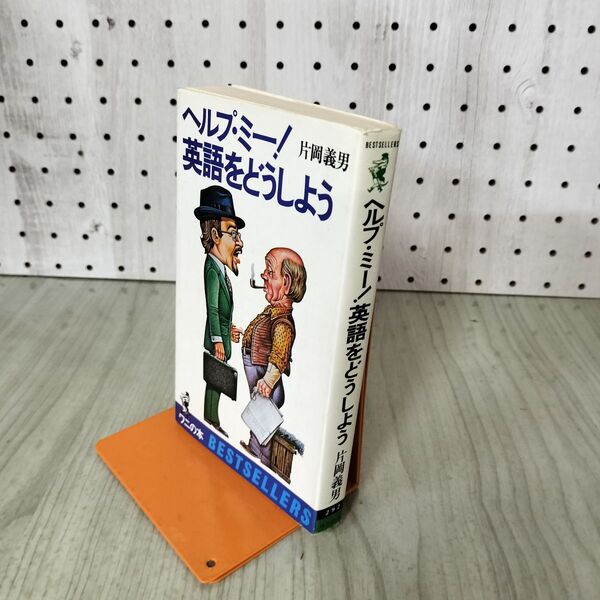 ヘルプ・ミー!
英語をどうしよう
片岡義男
ワニの本
BESTSELLERS
BESTSELLERS
ヘルプ・ミー!英語をどうしよう
片岡義男
292